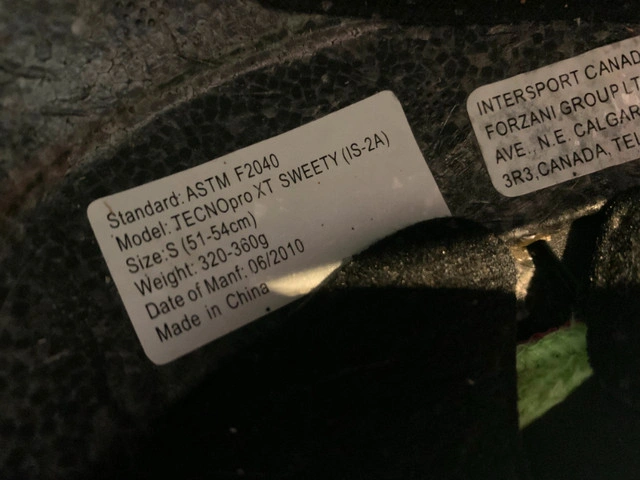 Standard: ASTM F2040
Model: TECNOpro XT SWEETY (IS-2A)
Size:S (51-54cm)
Weight: 320-360g
Date of Manf: 06/2010
Made in China
INTERSPORT CANAD
FORZANI GROUP LT
AVE., N.E. CALGAR
3R3 CANADA, TEL